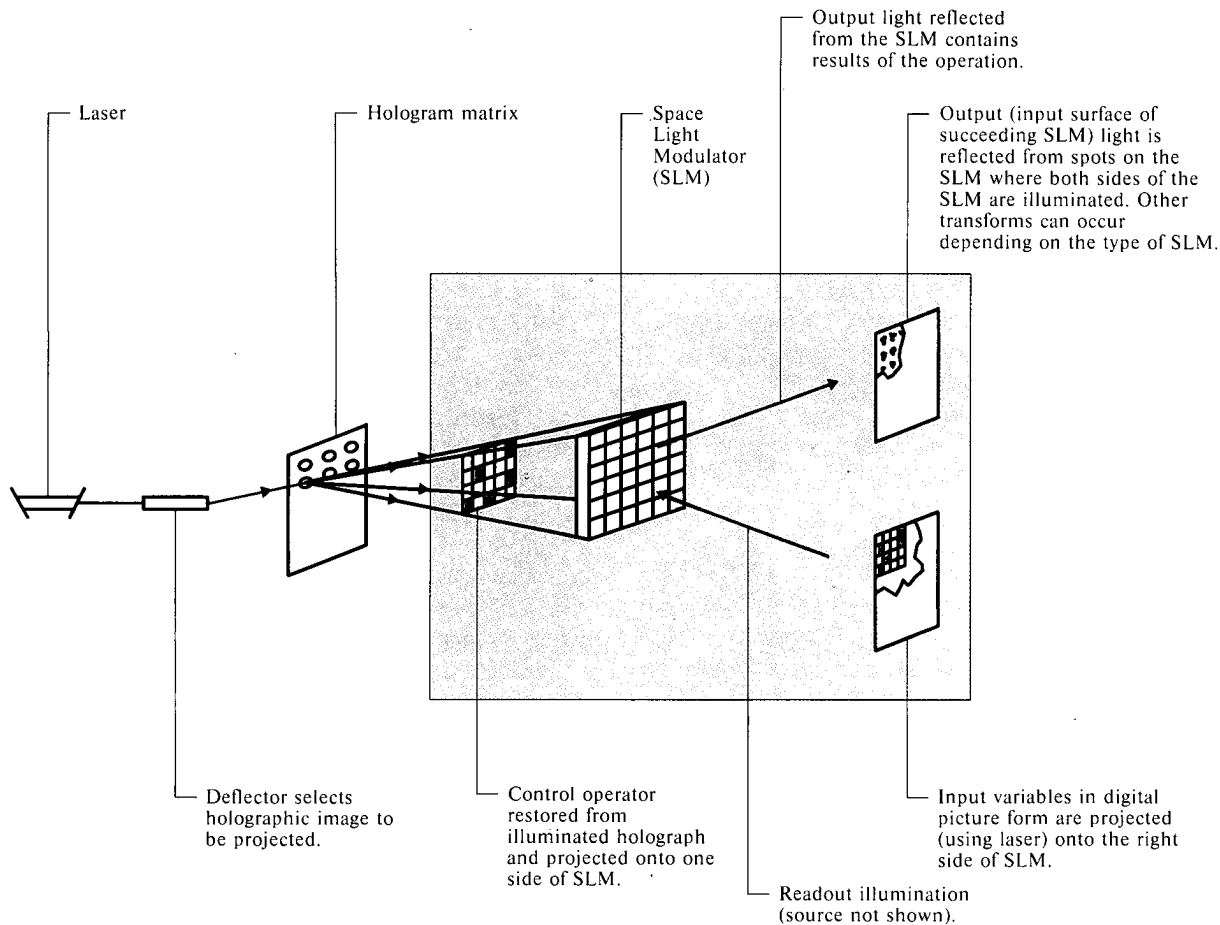 Output light reflected
from the SLM contains
results of the operation.
Laser
Hologram matrix
Space
Light
Modulator
(SLM)
Output (input surface of
succeeding SLM) light is
reflected from spots on the
SLM where both sides of the
SLM are illuminated. Other
transforms can occur
depending on the type of SLM.
Deflector selects
holographic image to
be projected.
Control operator
restored from
illuminated holograph
and projected onto one
side of SLM.
Input variables in digital
picture form are projected
(using laser) onto the right
side of SLM.
Readout illumination
(source not shown).